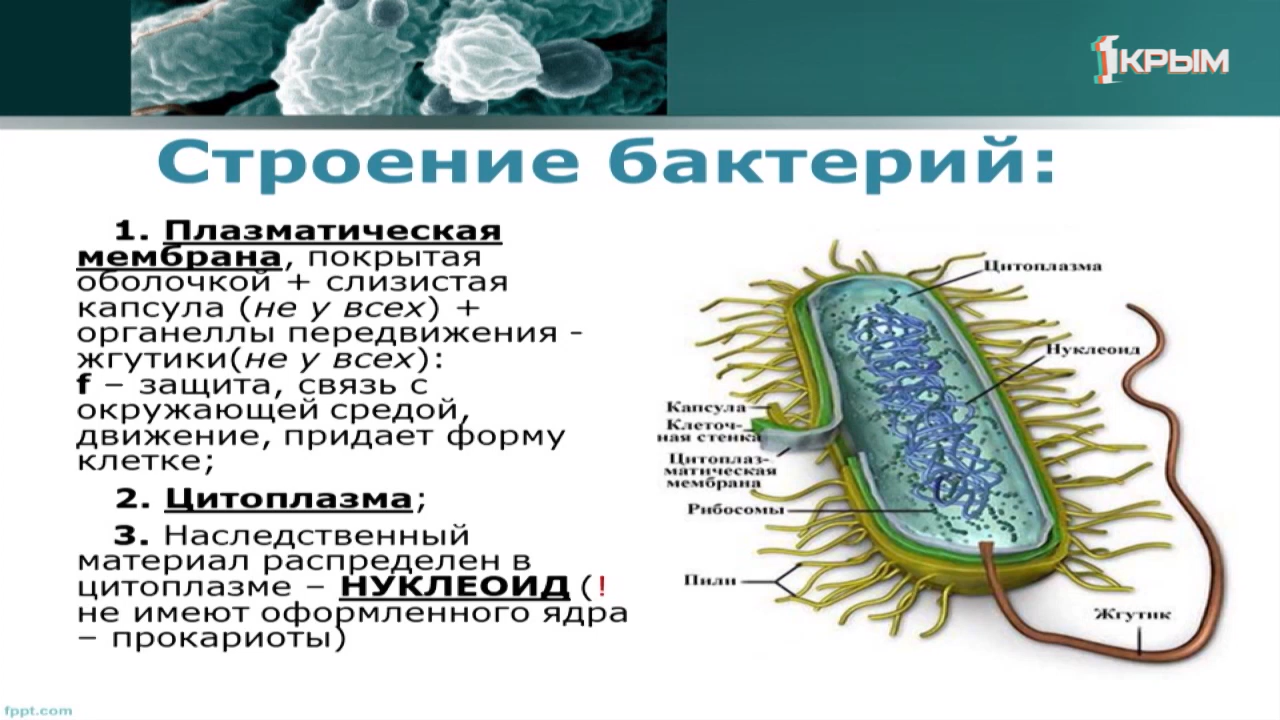 1КРЫМ
Строение бактерий:
1. Плазматическая
мембрана, покрытая
оболочкой + слизистая
капсула (не у всех) +
органеллы передвижения -
жгутики(не у всех):
f – защита, связь с
окружающей средой,
движение, придает форму
клетке;
2. Цитоплазма;
3. Наследственный
материал распределен в
цитоплазме – НУКЛЕОИД (!
не имеют оформленного ядра
– прокариоты)
Цитоплазма
Нуклеоид
Капсула
Клеточ-
ная стенка
Цитоплаз-
матическая
мембрана
Рибосомы
Пили
Жгутик
fppt.com